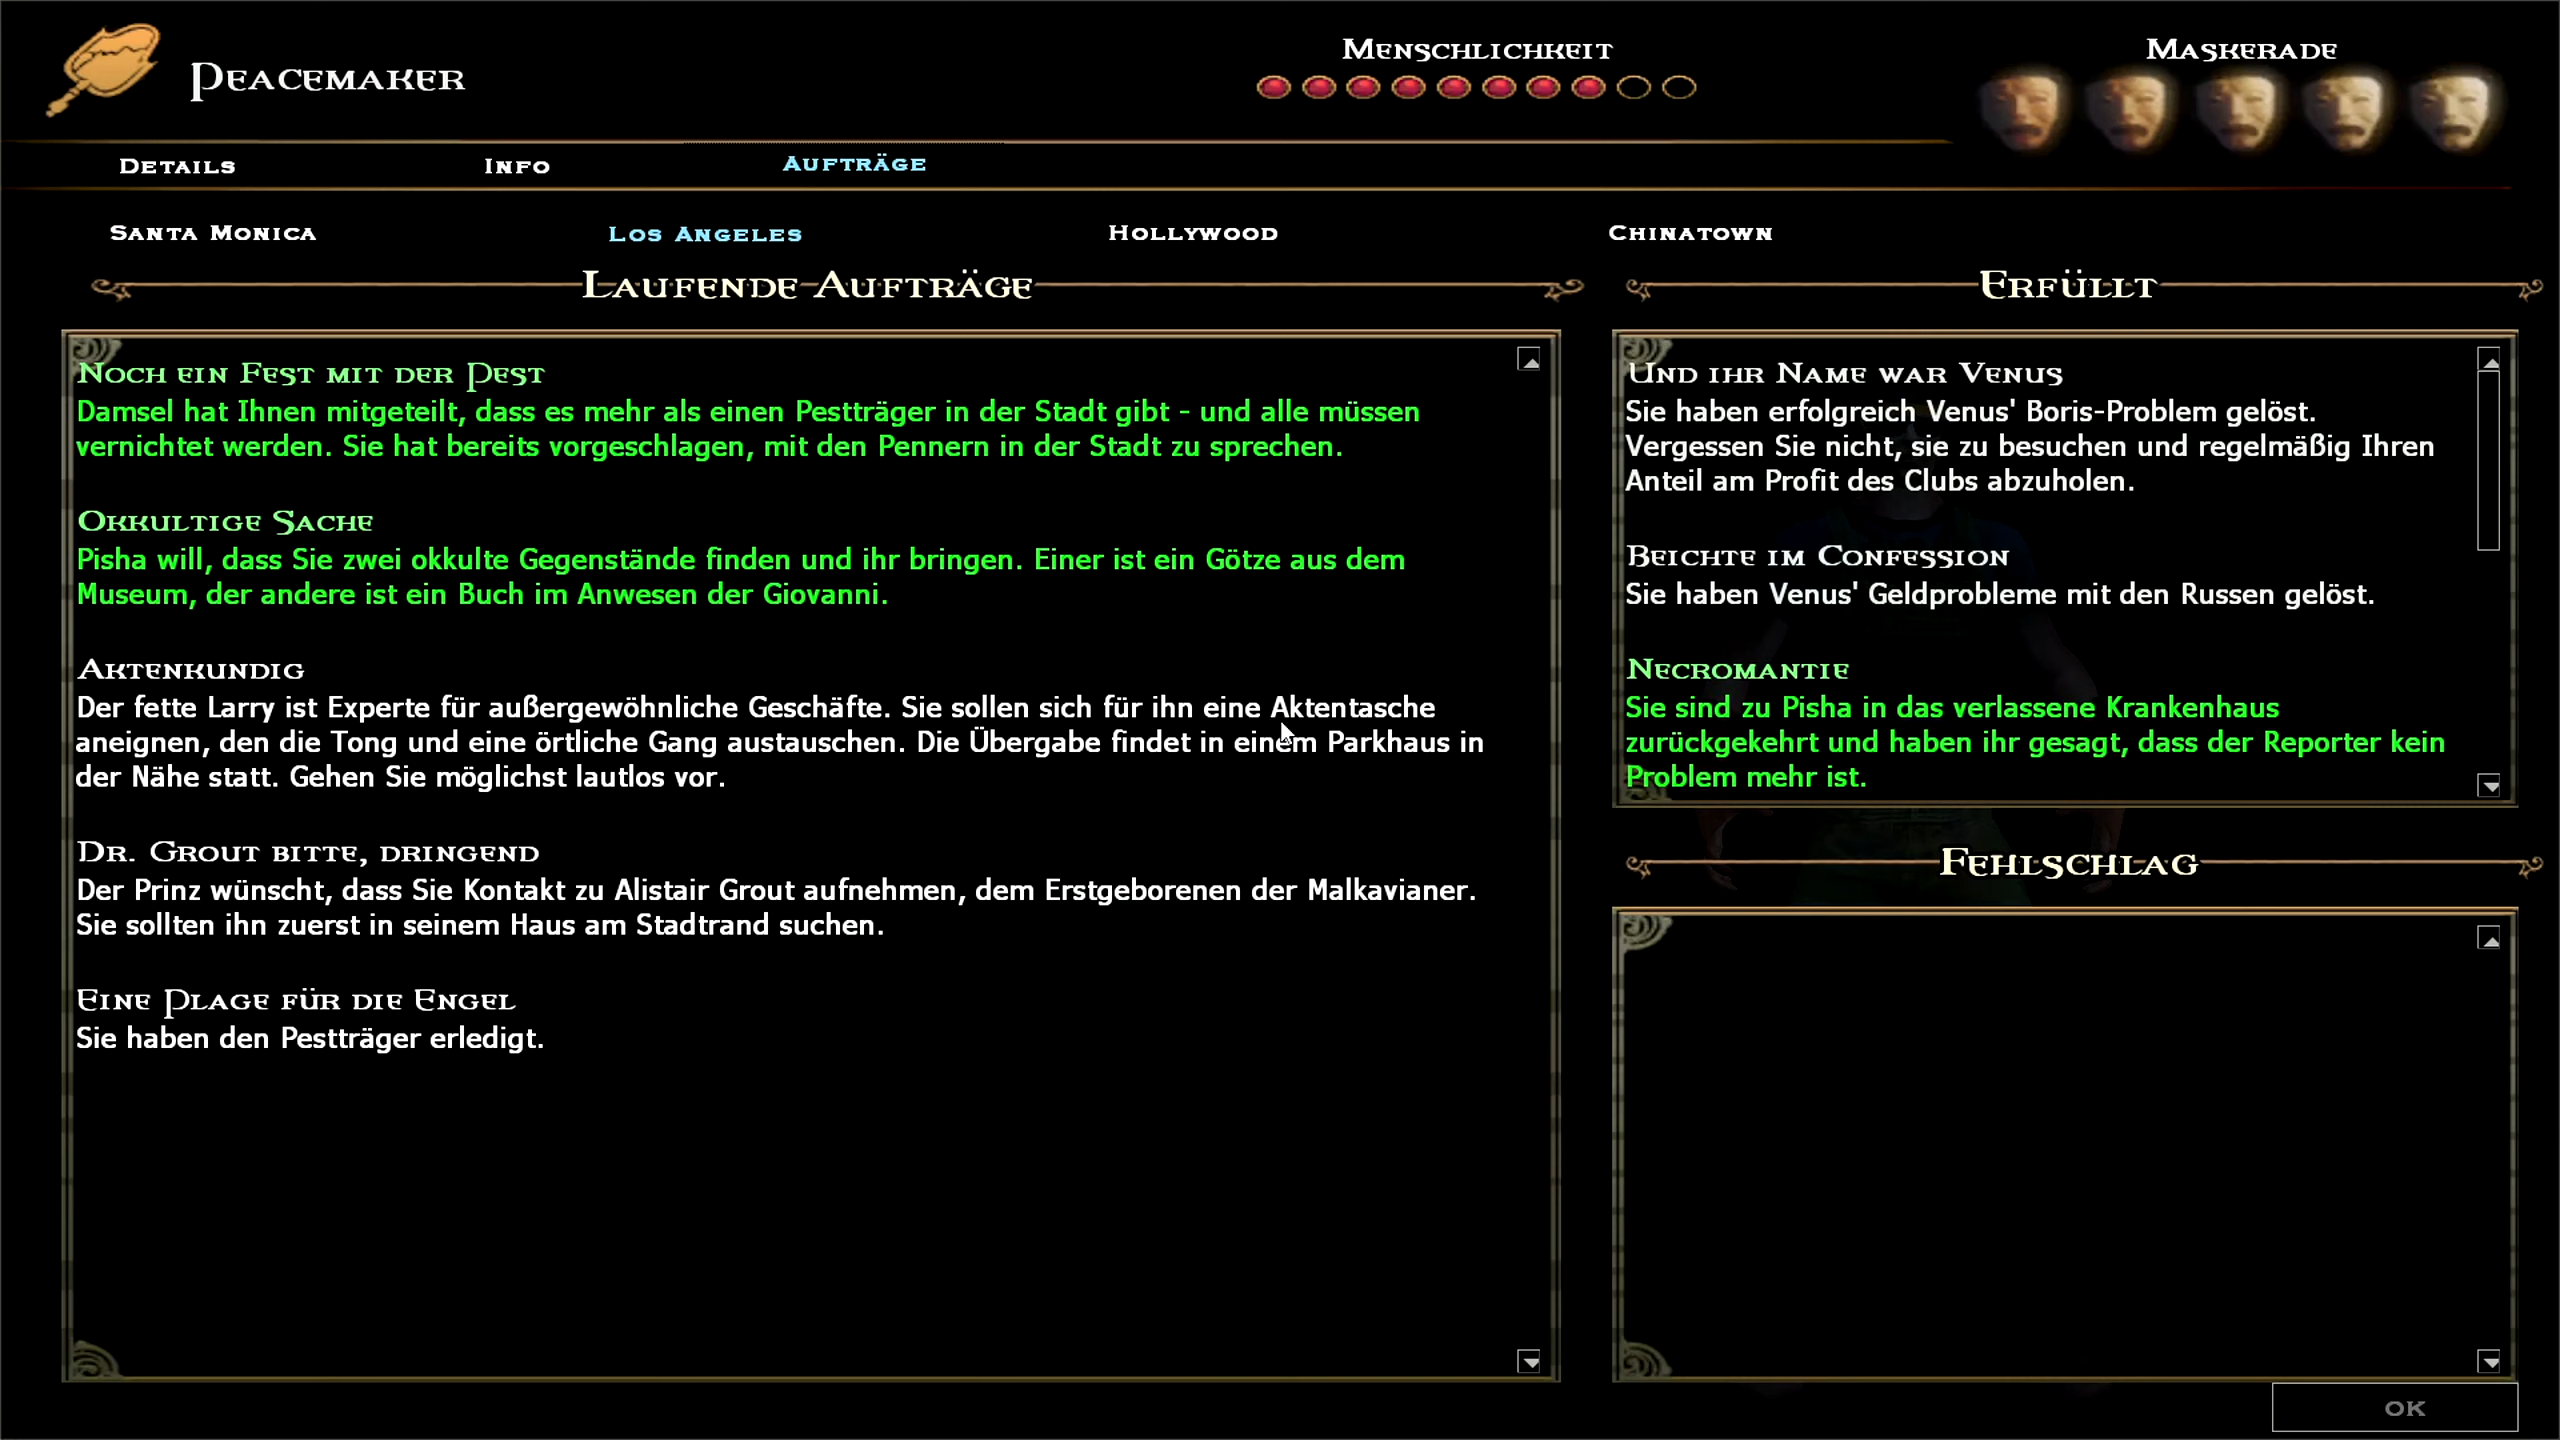 Peacemaker
Menschlichkeit
Maskerade
Details
Info
Aufträge
Santa Monica
Los Angeles
Hollywood
Chinatown
Laufende Aufträge
Noch ein Fest mit der Pest
Damsel hat Ihnen mitgeteilt, dass es mehr als einen Pestträger in der Stadt gibt - und alle müssen
vernichtet werden. Sie hat bereits vorgeschlagen, mit den Pennern in der Stadt zu sprechen.
Okkultige Sache
Pisha will, dass Sie zwei okkulte Gegenstände finden und ihr bringen. Einer ist ein Götze aus dem
Museum, der andere ist ein Buch im Anwesen der Giovanni.
Aktenkundig
Der fette Larry ist Experte für außergewöhnliche Geschäfte. Sie sollen sich für ihn eine Aktentasche
aneignen, den die Tong und eine örtliche Gang austauschen. Die Übergabe findet in einem Parkhaus in
der Nähe statt. Gehen Sie möglichst lautlos vor.
Dr. Grout bitte, dringend
Der Prinz wünscht, dass Sie Kontakt zu Alistair Grout aufnehmen, dem Erstgeborenen der Malkavianer.
Sie sollten ihn zuerst in seinem Haus am Stadtrand suchen.
Eine Plage für die Engel
Sie haben den Pestträger erledigt.
Erfüllt
Und ihr Name war Venus
Sie haben erfolgreich Venus' Boris-Problem gelöst.
Vergessen Sie nicht, sie zu besuchen und regelmäßig Ihren
Anteil am Profit des Clubs abzuholen.
Beichte im Confession
Sie haben Venus' Geldprobleme mit den Russen gelöst.
Necromantie
Sie sind zu Pisha in das verlassene Krankenhaus
zurückgekehrt und haben ihr gesagt, dass der Reporter kein
Problem mehr ist.
Fehlschlag
OK